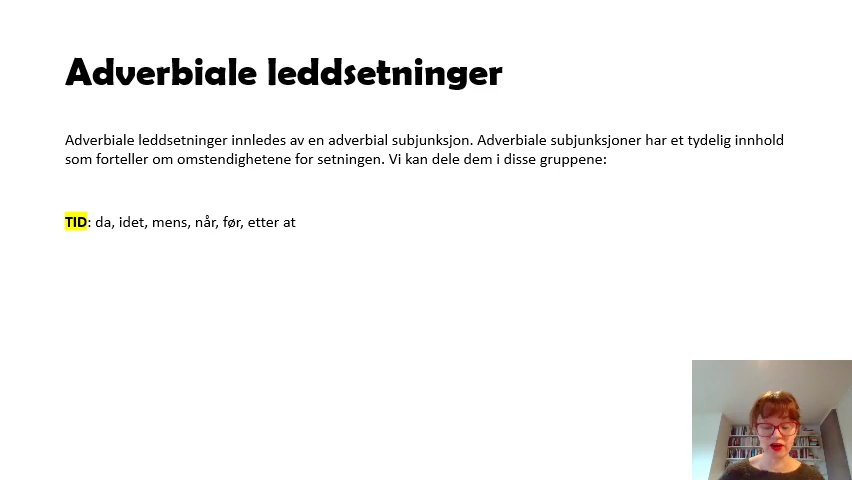 Adverbiale leddsetninger
Adverbiale leddsetninger innledes av en adverbial subjunksjon. Adverbiale subjunksjoner har et tydelig innhold
som forteller om omstendighetene for setningen. Vi kan dele dem i disse gruppene:
TID: da, idet, mens, når, før, etter at